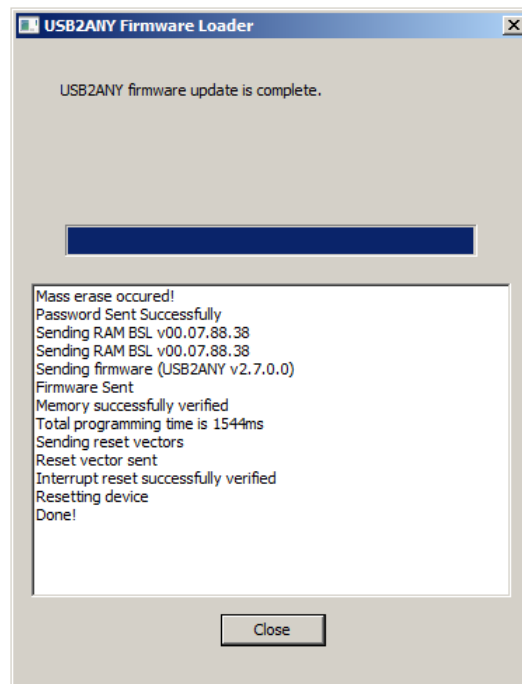 USB2ANY Firmware Loader
USB2ANY firmware update is complete.
Mass erase occured!
Password Sent Successfully
Sending RAM BSL v00.07.88.38
Sending RAM BSL v00.07.88.38
Sending firmware (USB2ANY v2.7.0.0)
Firmware Sent
Memory successfully verified
Total programming time is 1544ms
Sending reset vectors
Reset vector sent
Interrupt reset successfully verified
Resetting device
Done!
Close